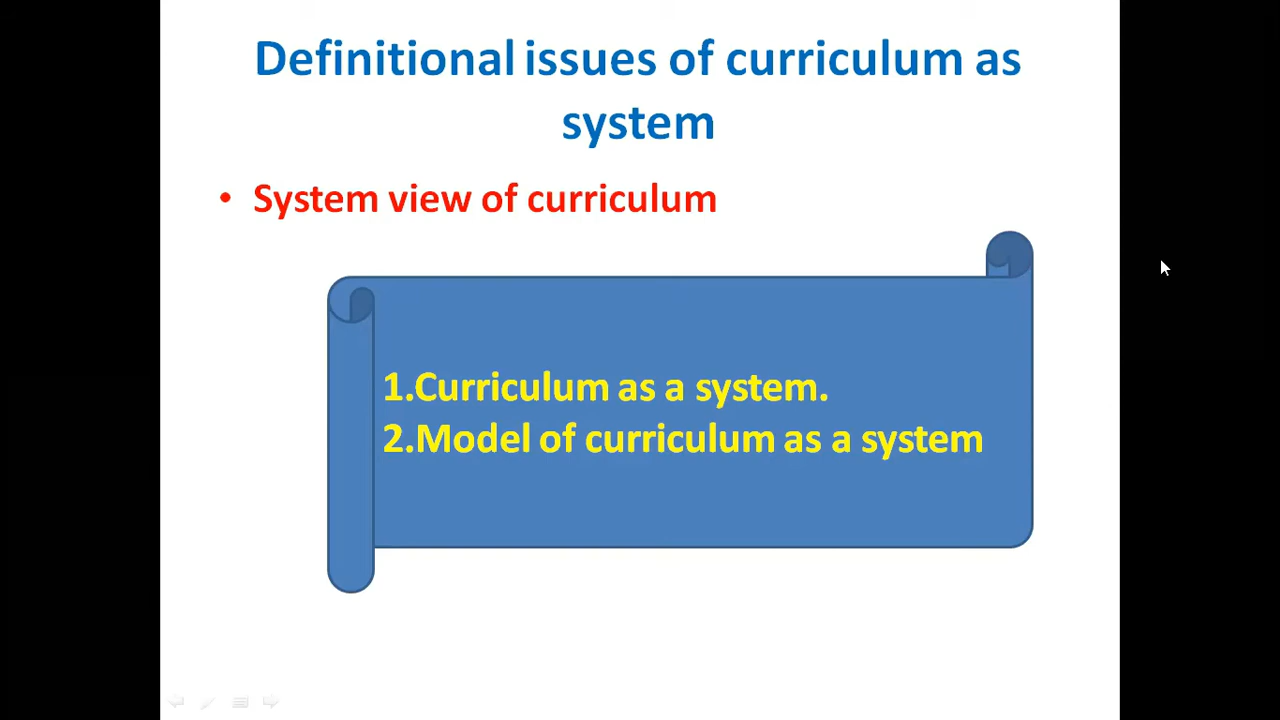 Definitional issues of curriculum as
system
• System view of curriculum
1.Curriculum as a system.
2.Model of curriculum as a system